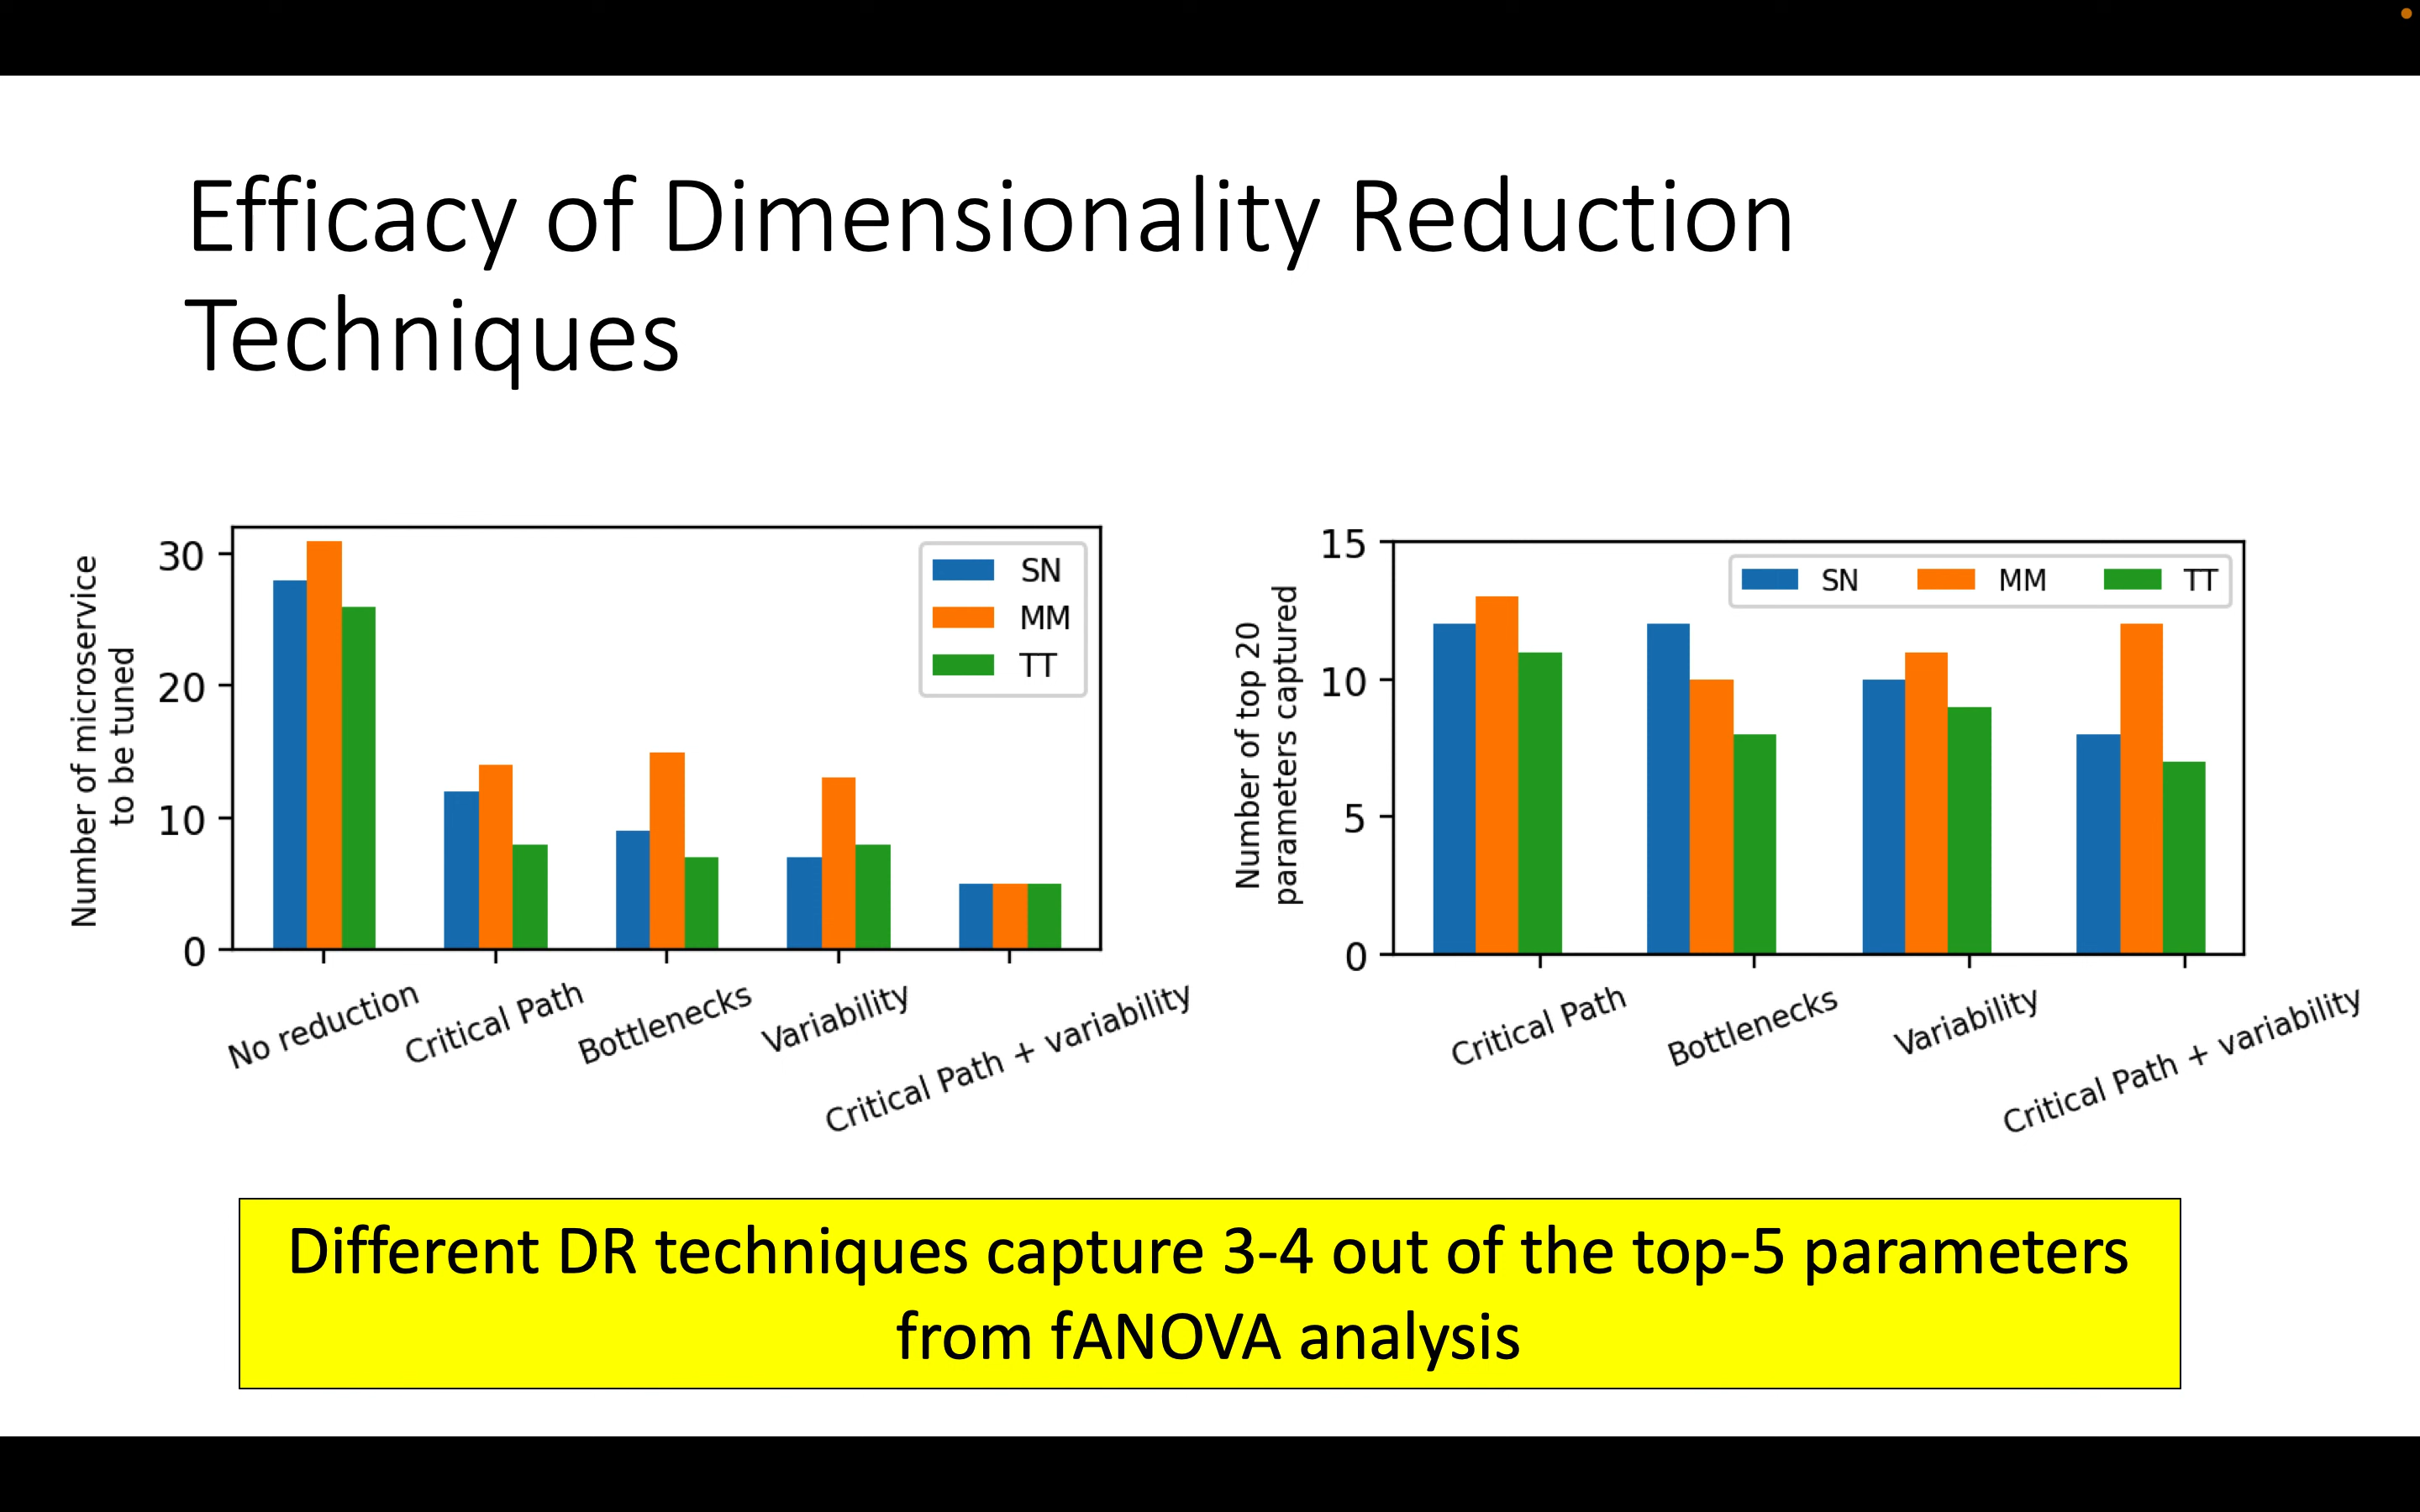 Efficacy of Dimensionality Reduction
Techniques
Number of microservice
to be tuned
30
20
10
0
SN
MM
TT
No reduction
Critical Path
Bottlenecks
Variability
Critical Path + variability
Number of top 20
parameters captured
15
10
5
0
SN MM TT
Critical Path
Bottlenecks
Variability
Critical Path + variability
Different DR techniques capture 3-4 out of the top-5 parameters
from fANOVA analysis